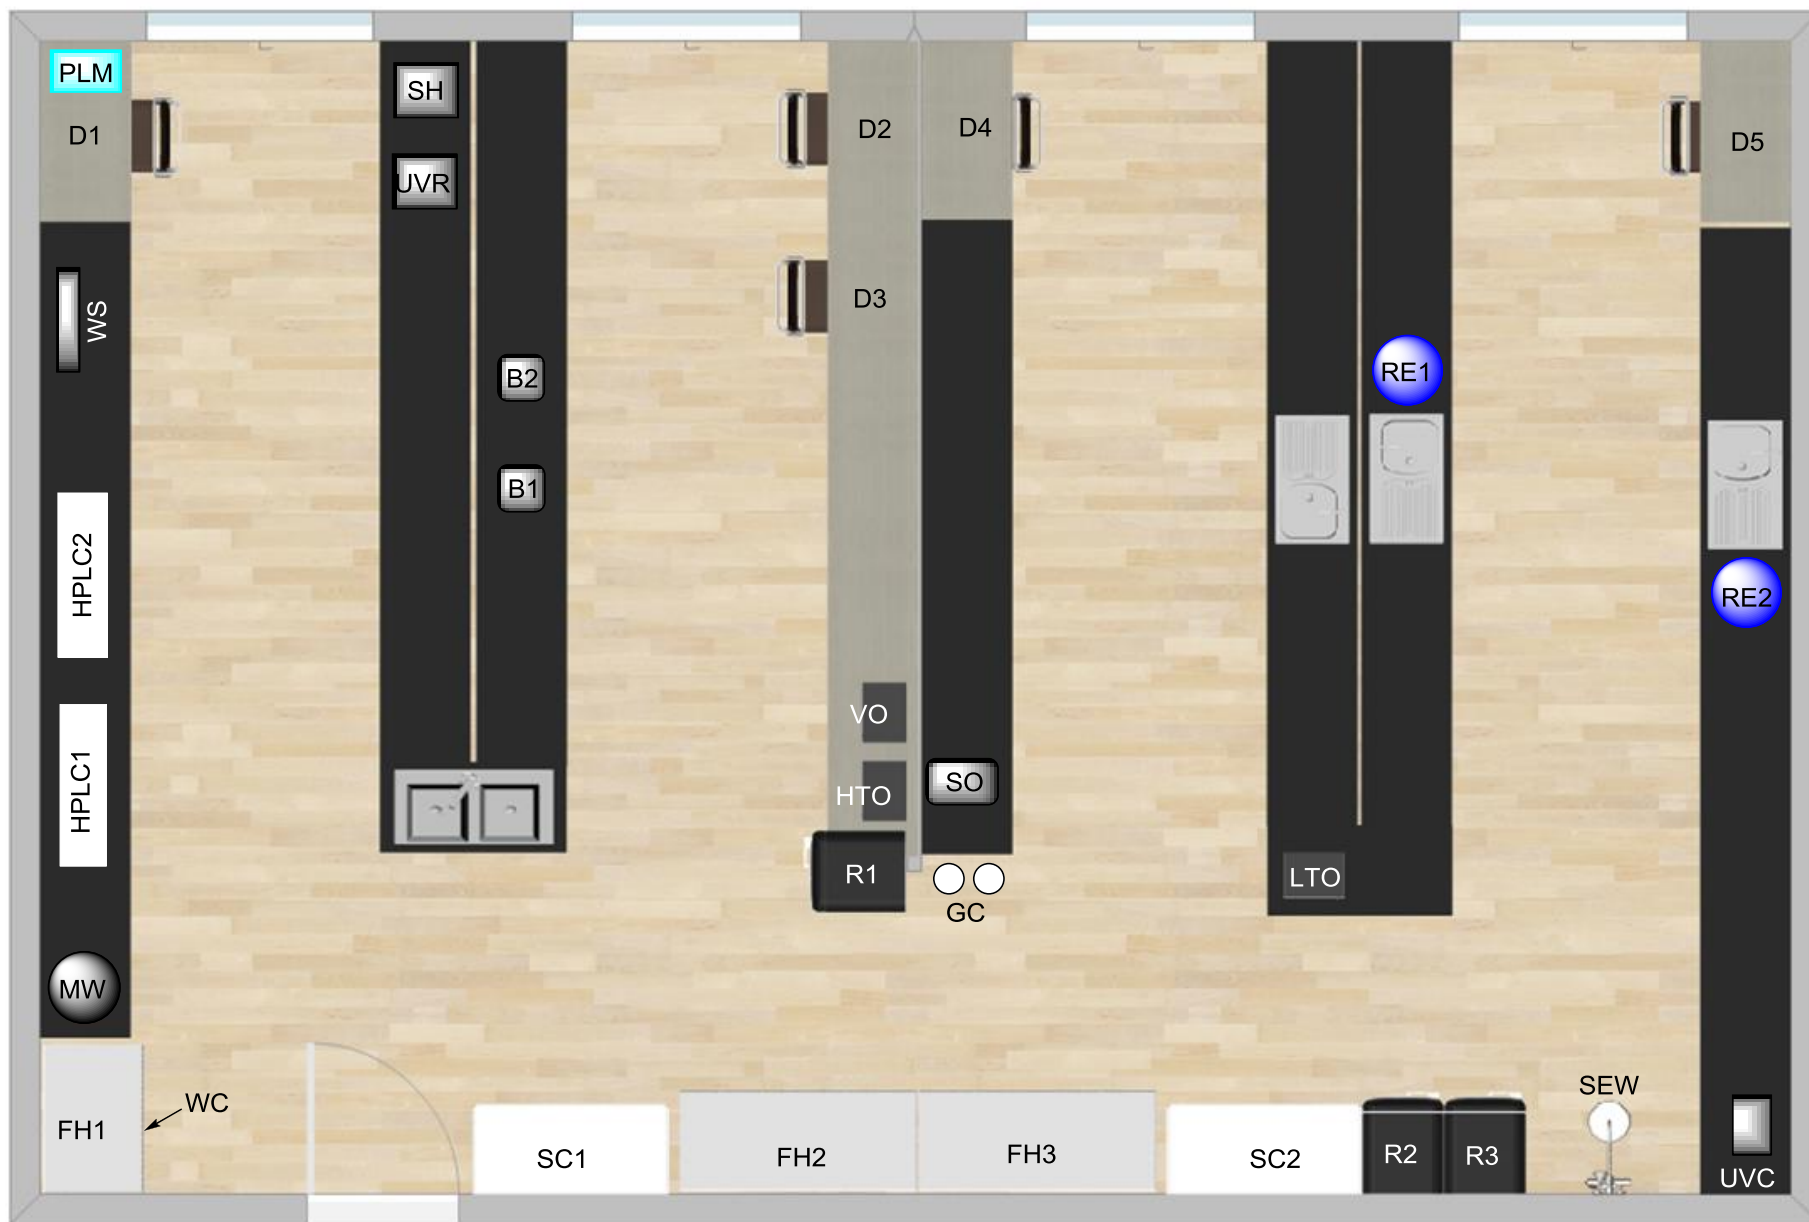 PLM
SH
D1
D2
D4
D5
UVR
WS
D3
B2
RE1
B1
HPLC2
RE2
VO
HPLC1
SO
HTO
R1
LTO
GC
MW
SEW
WC
FH1
SC1
FH2
FH3
SC2
R2
R3
UVC